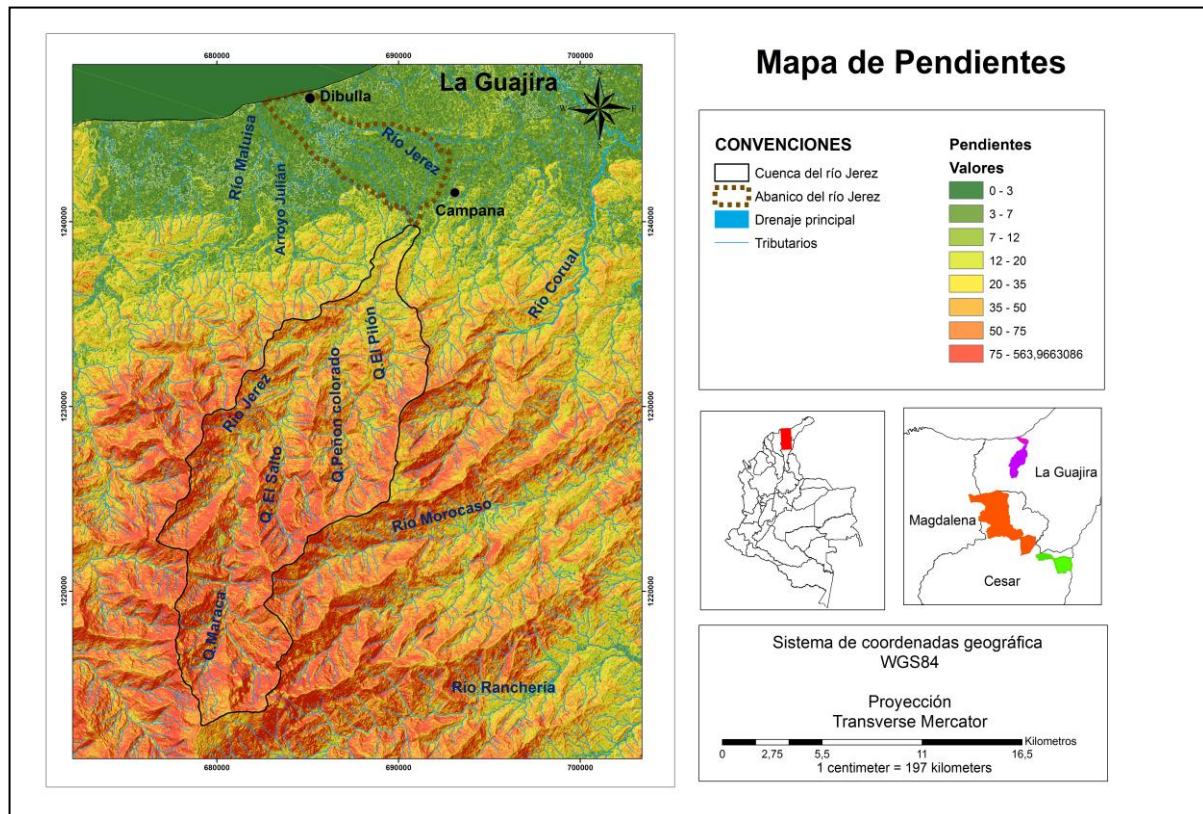 680000
690000
700000
La Guajira
W
E
S
Dibulla
Río Jerez
Río Maluisa
Arroyo Julian
Campana
1240000
1240000
Río Corual
Q. El Pilón
Río Jerez
Q.Peñon colorado
1230000
1230000
Q. El Salto
Río Morocaso
1220000
1220000
Q.Maraca
Río Ranchería
680000
690000
700000
Mapa de Pendientes
CONVENCIONES
Cuenca del río Jerez
Abanico del río Jerez
Drenaje principal
Tributarios
Pendientes
Valores
0 - 3
3 - 7
7 - 12
12 - 20
20 - 35
35 - 50
50 - 75
75 - 563,9663086
La Guajira
Magdalena
Cesar
Sistema de coordenadas geográfica
WGS84
Proyección
Transverse Mercator
Kilometros
0 2,75 5,5 11 16,5
1 centimeter = 197 kilometers